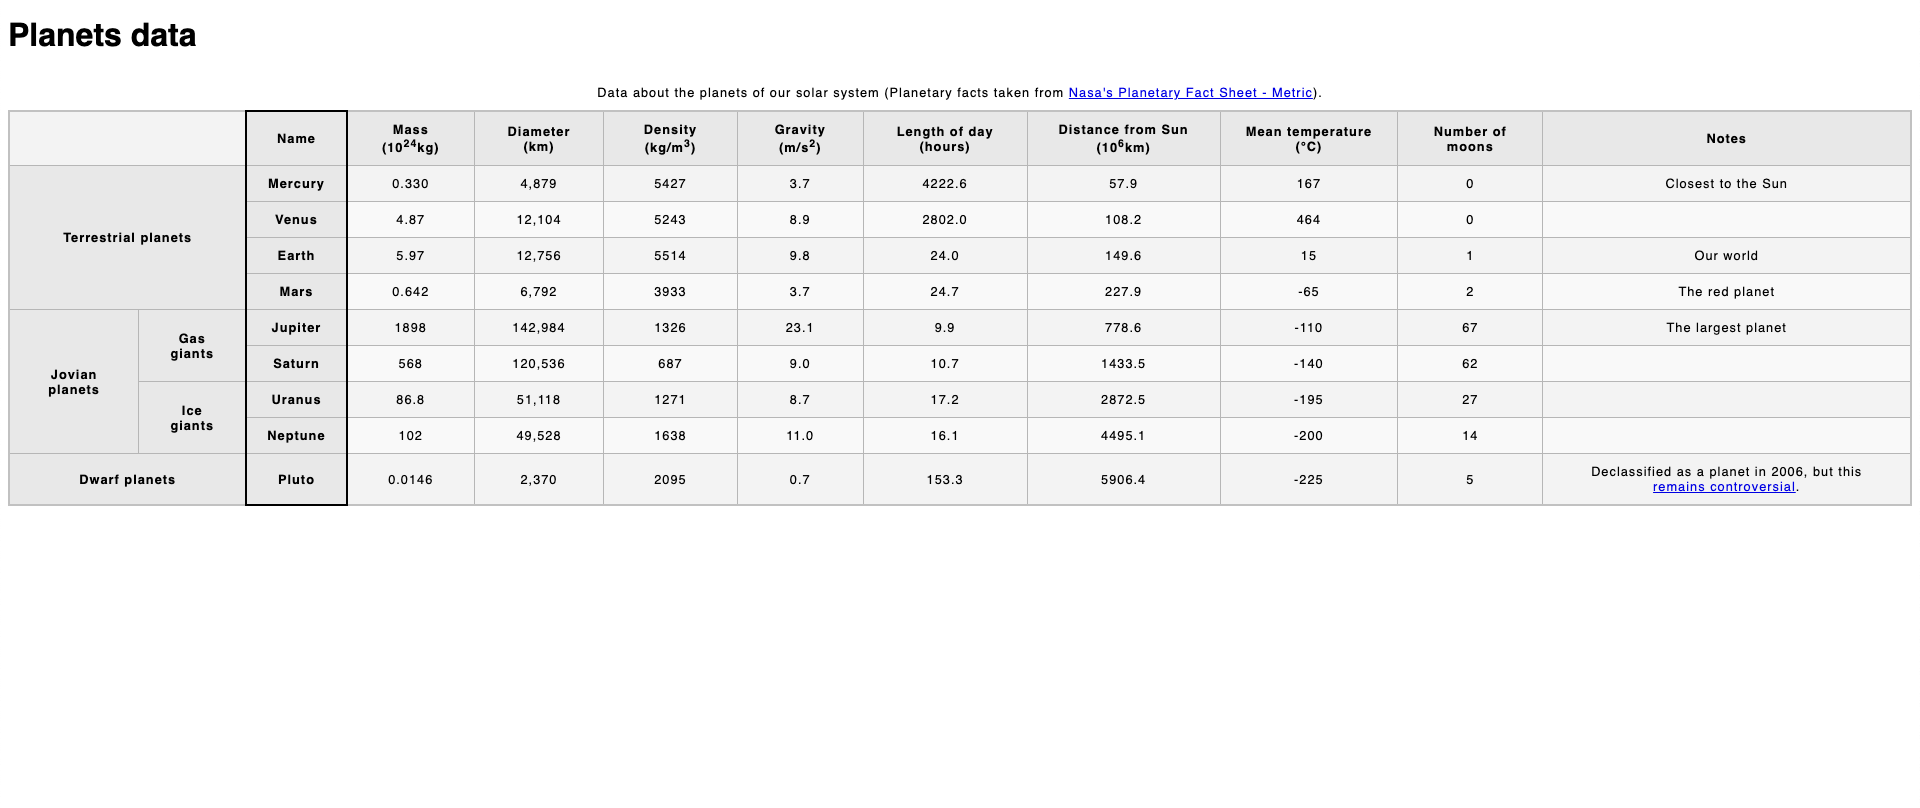 Planets data
Data about the planets of our solar system (Planetary facts taken from Nasa's Planetary Fact Sheet - Metric).
Name Mass (10²⁴kg) Diameter (km) Density (kg/m³) Gravity (m/s²) Length of day (hours) Distance from Sun (10⁶km) Mean temperature (°C) Number of moons Notes
Terrestrial planets Mercury 0.330 4,879 5427 3.7 4222.6 57.9 167 0 Closest to the Sun
Venus 4.87 12,104 5243 8.9 2802.0 108.2 464 0
Earth 5.97 12,756 5514 9.8 24.0 149.6 15 1 Our world
Mars 0.642 6,792 3933 3.7 24.7 227.9 -65 2 The red planet
Jovian planets Gas giants Jupiter 1898 142,984 1326 23.1 9.9 778.6 -110 67 The largest planet
Saturn 568 120,536 687 9.0 10.7 1433.5 -140 62
Ice giants Uranus 86.8 51,118 1271 8.7 17.2 2872.5 -195 27
Neptune 102 49,528 1638 11.0 16.1 4495.1 -200 14
Dwarf planets Pluto 0.0146 2,370 2095 0.7 153.3 5906.4 -225 5 Declassified as a planet in 2006, but this remains controversial.